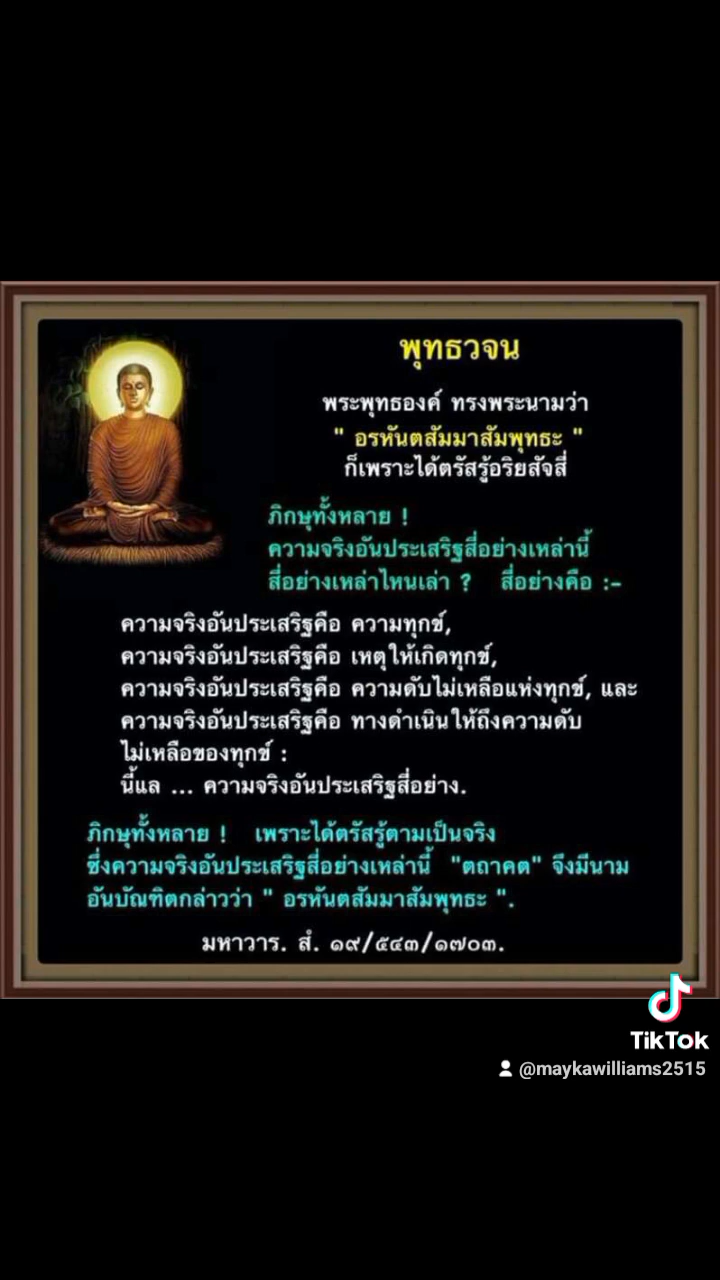 พุทธวจน
พระพุทธองค์ ทรงพระนามว่า
" อรหันตสัมมาสัมพุทธะ "
ก็เพราะได้ตรัสรู้อริยสัจสี่
ภิกษุทั้งหลาย !
ความจริงอันประเสริฐสี่อย่างเหล่านี้
สี่อย่างเหล่าไหนเล่า ? สี่อย่างคือ :-
ความจริงอันประเสริฐคือ ความทุกข์,
ความจริงอันประเสริฐคือ เหตุให้เกิดทุกข์,
ความจริงอันประเสริฐคือ ความดับไม่เหลือแห่งทุกข์, และ
ความจริงอันประเสริฐคือ ทางดำเนินให้ถึงความดับ
ไม่เหลือของทุกข์ :
นี้แล ... ความจริงอันประเสริฐสี่อย่าง.
ภิกษุทั้งหลาย ! เพราะได้ตรัสรู้ตามเป็นจริง
ซึ่งความจริงอันประเสริฐสี่อย่างเหล่านี้ "ตถาคต" จึงมีนาม
อันบัณฑิตกล่าวว่า " อรหันตสัมมาสัมพุทธะ ".
มหาวาร. สํ. ๑๙/๕๔๓/๑๗๐๓.
TikTok
@maykawilliams2515